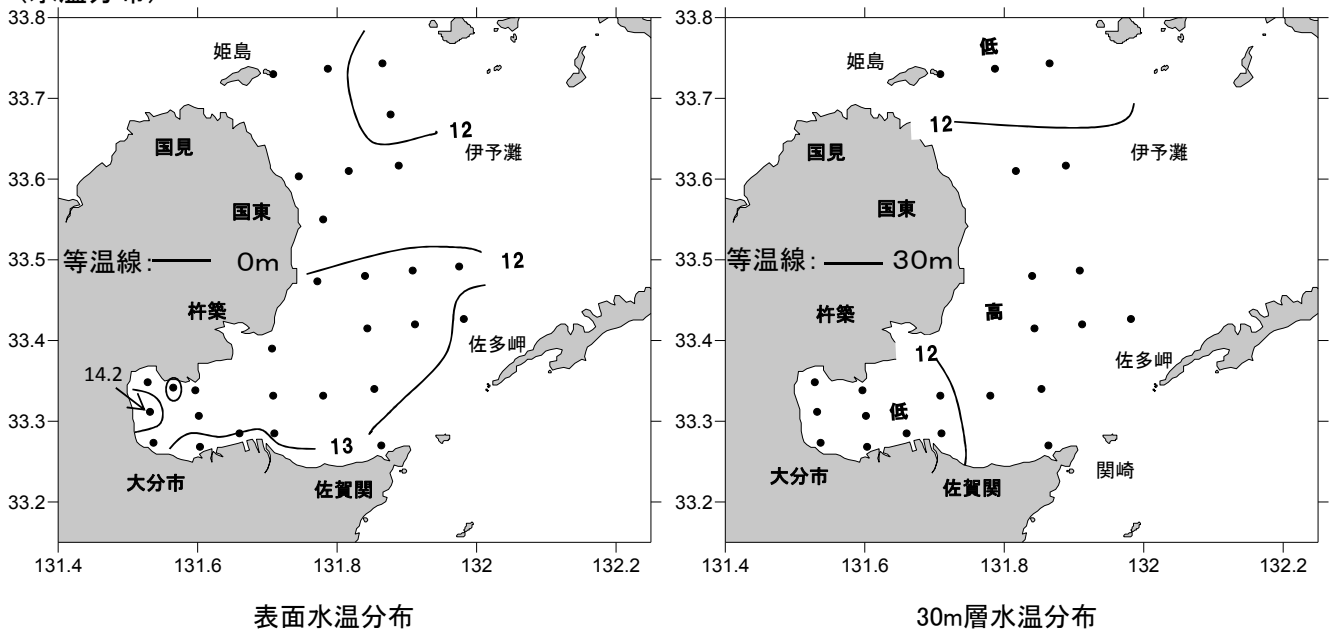 33.8
姫島
33.7
12
国見
伊予灘
33.6
国東
33.5
等温線: 0m
12
杵築
33.4
佐多岬
14.2
33.3
13
大分市
佐賀関
33.2
131.4 131.6 131.8 132 132.2
表面水温分布
33.8
低
姫島
33.7
12
国見
伊予灘
33.6
国東
33.5
等温線: 30m
杵築
高
33.4
12
佐多岬
33.3
低
大分市
佐賀関
関崎
33.2
131.4 131.6 131.8 132 132.2
30m層水温分布